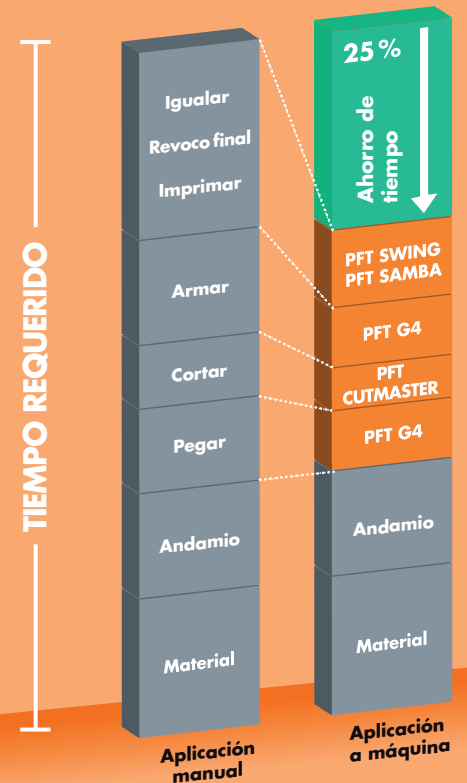 TIEMPO REQUERIDO
Igualar
Revoco final
Imprimar
Armar
Cortar
Pegar
Andamio
Material
Aplicación
manual
25 %
Ahorro de
tiempo
PFT SWING
PFT SAMBA
PFT G4
PFT
CUTMASTER
PFT G4
Andamio
Material
Aplicación
a máquina